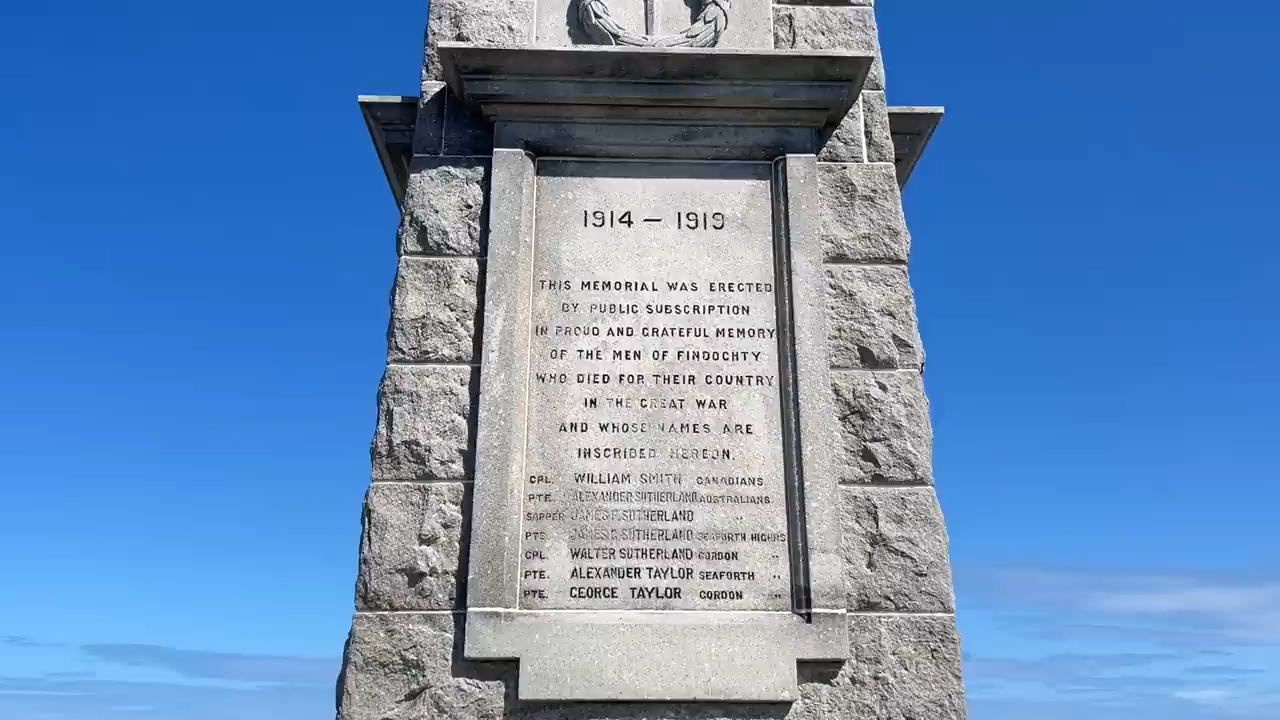 1914 — 1919
THIS MEMORIAL WAS ERECTED
BY PUBLIC SUBSCRIPTION
IN PROUD AND GRATEFUL MEMORY
OF THE MEN OF FINDOCHTY
WHO DIED FOR THEIR COUNTRY
IN THE GREAT WAR
AND WHOSE NAMES ARE
INSCRIBED HEREON.
CPL. WILLIAM SMITH CANADIANS
PTE. ALEXANDER SUTHERLAND AUSTRALIANS
SAPPER JAMES F. SUTHERLAND "
PTE. JAMES SUTHERLAND SEAFORTH HIGHRS
CPL. WALTER SUTHERLAND GORDON "
PTE. ALEXANDER TAYLOR SEAFORTH "
PTE. GEORGE TAYLOR GORDON "